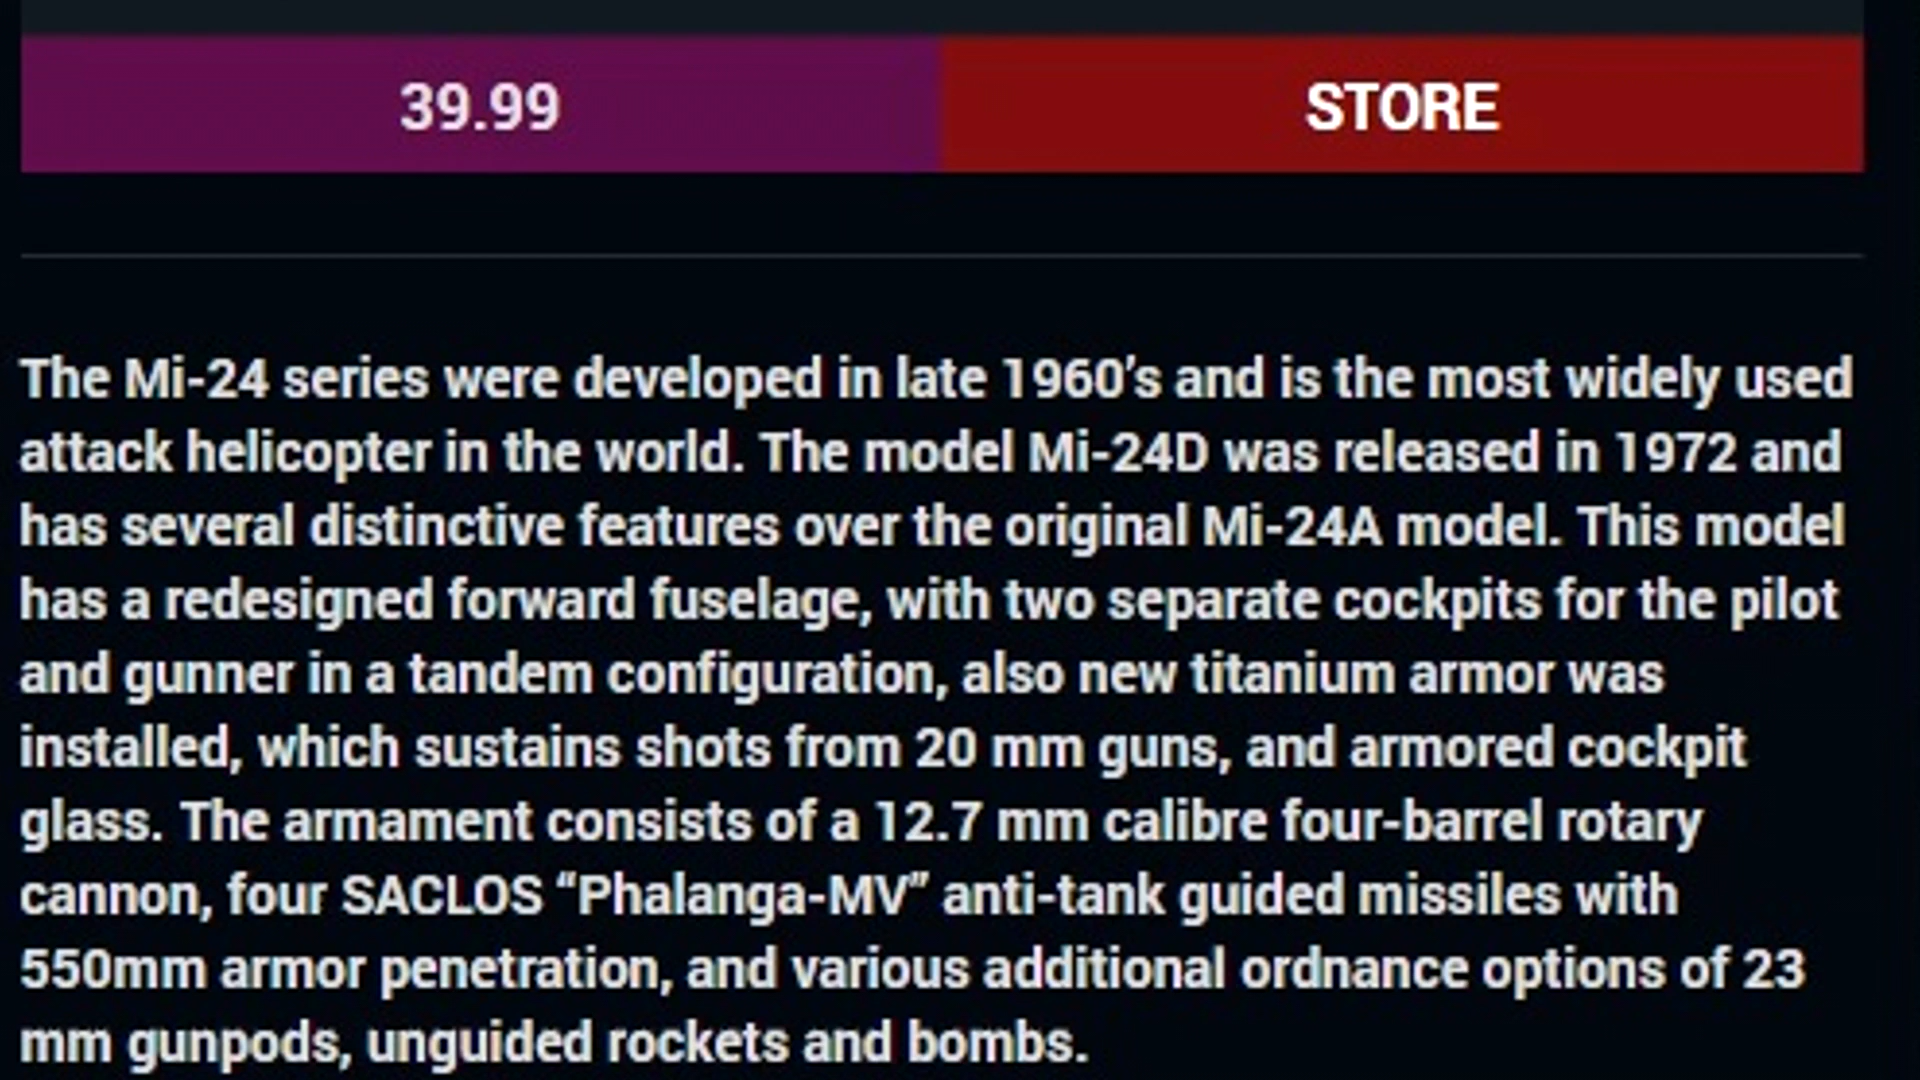 39.99
STORE
The Mi-24 series were developed in late 1960’s and is the most widely used
attack helicopter in the world. The model Mi-24D was released in 1972 and
has several distinctive features over the original Mi-24A model. This model
has a redesigned forward fuselage, with two separate cockpits for the pilot
and gunner in a tandem configuration, also new titanium armor was
installed, which sustains shots from 20 mm guns, and armored cockpit
glass. The armament consists of a 12.7 mm calibre four-barrel rotary
cannon, four SACLOS “Phalanga-MV” anti-tank guided missiles with
550mm armor penetration, and various additional ordnance options of 23
mm gunpods, unguided rockets and bombs.